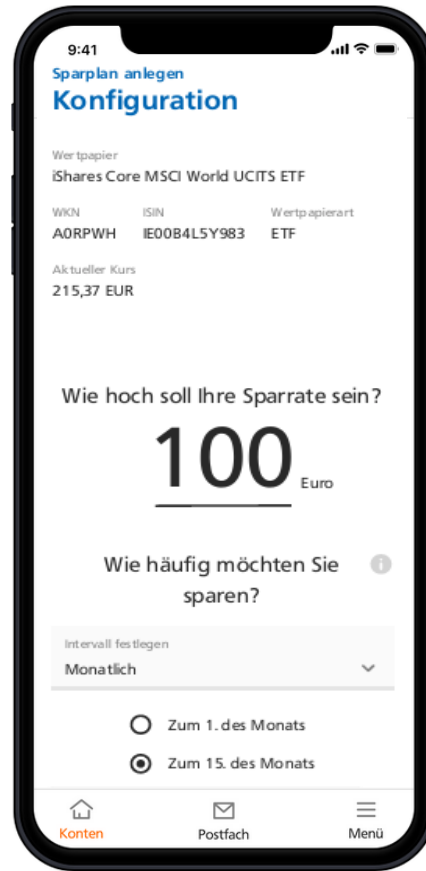 9:41
Sparplan anlegen
Konfiguration
Wertpapier
iShares Core MSCI World UCITS ETF
WKN ISIN Wertpapierart
A0RPWH IE00B4L5Y983 ETF
Aktueller Kurs
215,37 EUR
Wie hoch soll Ihre Sparrate sein?
100 Euro
Wie häufig möchten Sie
sparen?
Intervall festlegen
Monatlich
Zum 1. des Monats
Zum 15. des Monats
Konten Postfach Menü